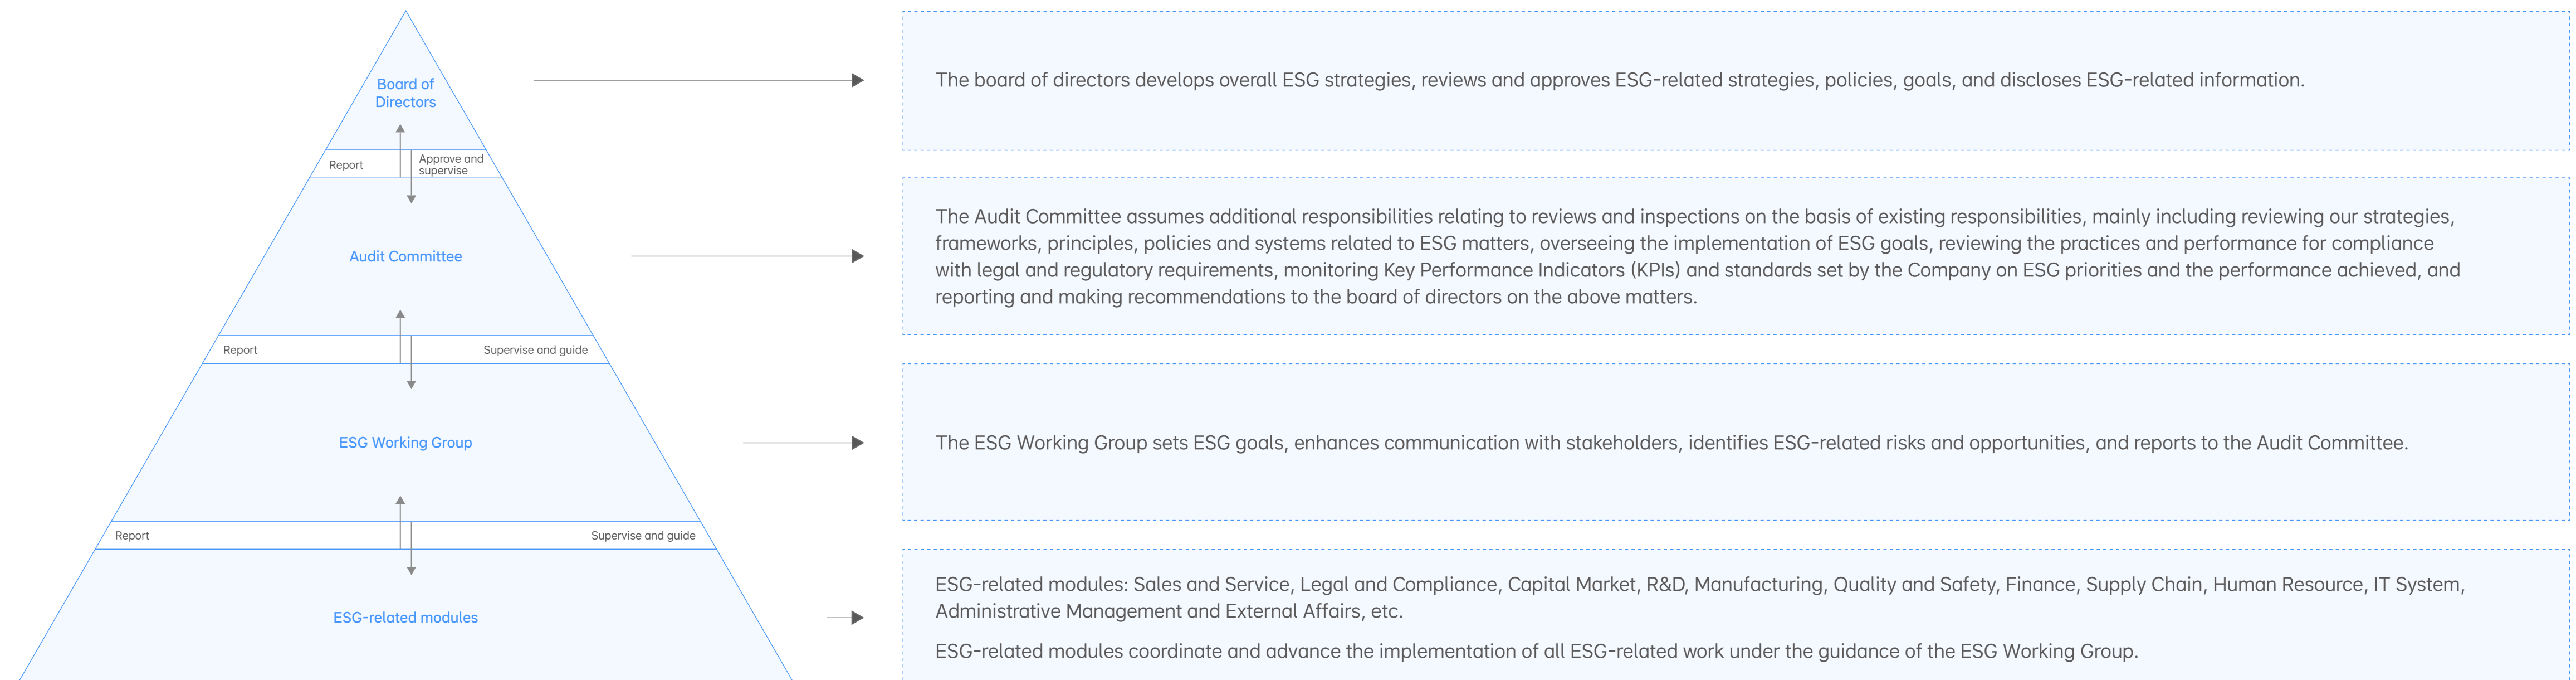 Board of
Directors
The board of directors develops overall ESG strategies, reviews and approves ESG-related strategies, policies, goals, and discloses ESG-related information.
Report
Approve and
supervise
Audit Committee
The Audit Committee assumes additional responsibilities relating to reviews and inspections on the basis of existing responsibilities, mainly including reviewing our strategies,
frameworks, principles, policies and systems related to ESG matters, overseeing the implementation of ESG goals, reviewing the practices and performance for compliance
with legal and regulatory requirements, monitoring Key Performance Indicators (KPIs) and standards set by the Company on ESG priorities and the performance achieved, and
reporting and making recommendations to the board of directors on the above matters.
Report
Supervise and guide
ESG Working Group
The ESG Working Group sets ESG goals, enhances communication with stakeholders, identifies ESG-related risks and opportunities, and reports to the Audit Committee.
Report
Supervise and guide
ESG-related modules
ESG-related modules: Sales and Service, Legal and Compliance, Capital Market, R&D, Manufacturing, Quality and Safety, Finance, Supply Chain, Human Resource, IT System,
Administrative Management and External Affairs, etc.
ESG-related modules coordinate and advance the implementation of all ESG-related work under the guidance of the ESG Working Group.